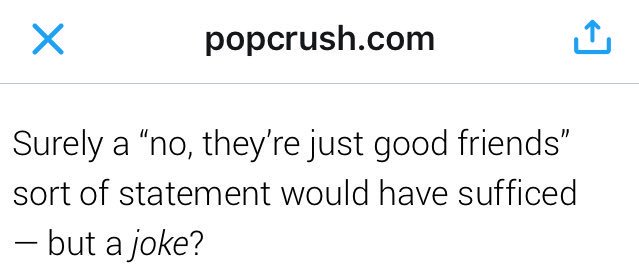 popcrush.com
Surely a “no, they’re just good friends”
sort of statement would have sufficed
— but a joke?